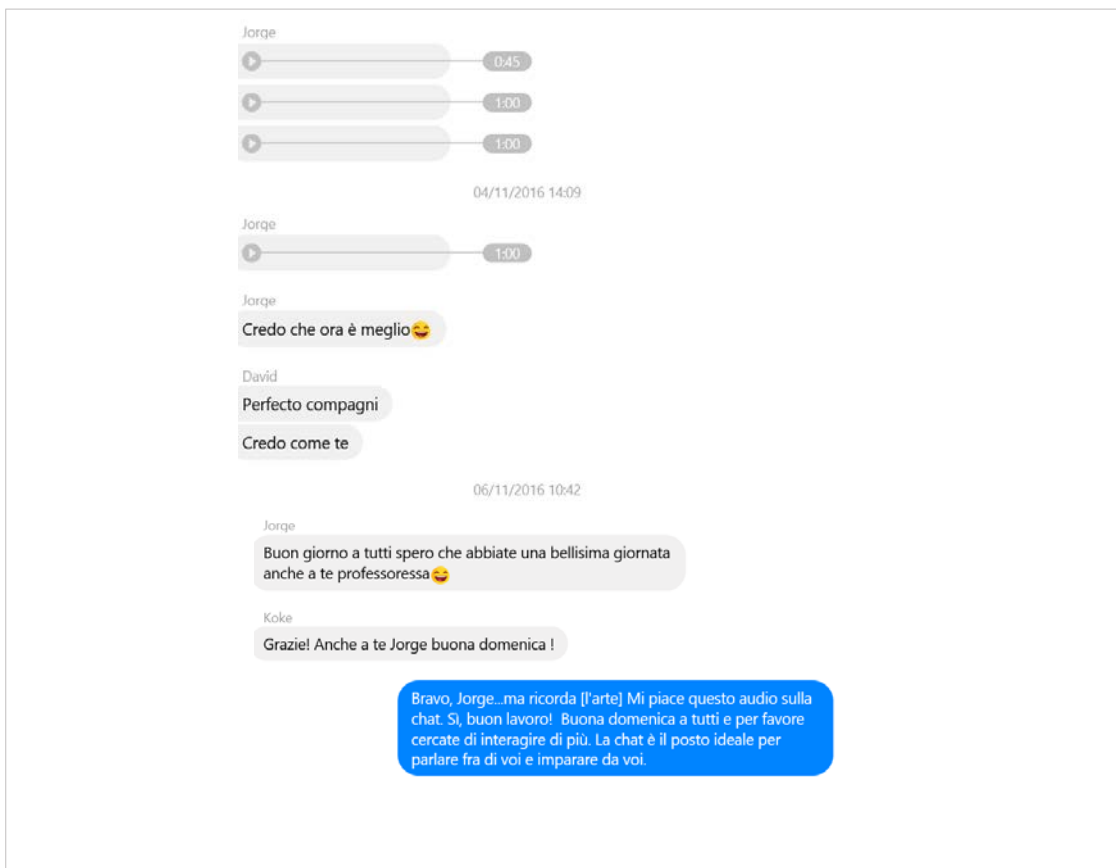 Jorge
0:45
1:00
1:00
04/11/2016 14:09
Jorge
1:00
Jorge
Credo che ora è meglio😄
David
Perfecto compagni
Credo come te
06/11/2016 10:42
Jorge
Buon giorno a tutti spero che abbiate una bellisima giornata
anche a te professoressa😄
Koke
Grazie! Anche a te Jorge buona domenica !
Bravo, Jorge...ma ricorda [l'arte] Mi piace questo audio sulla
chat. Sì, buon lavoro!  Buona domenica a tutti e per favore
cercate di interagire di più. La chat è il posto ideale per
parlare fra di voi e imparare da voi.